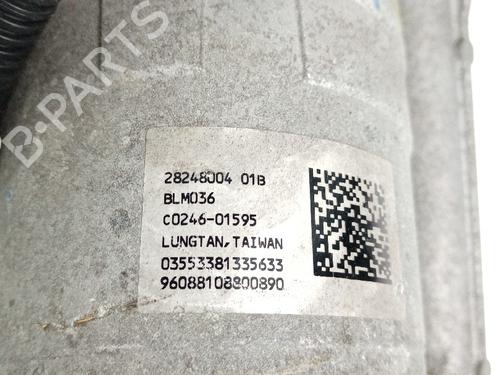 B-PARTS
28248004 01B
BLM036
C0246-01595
LUNGTAN, TAIWAN
03553381335633
96088108800890